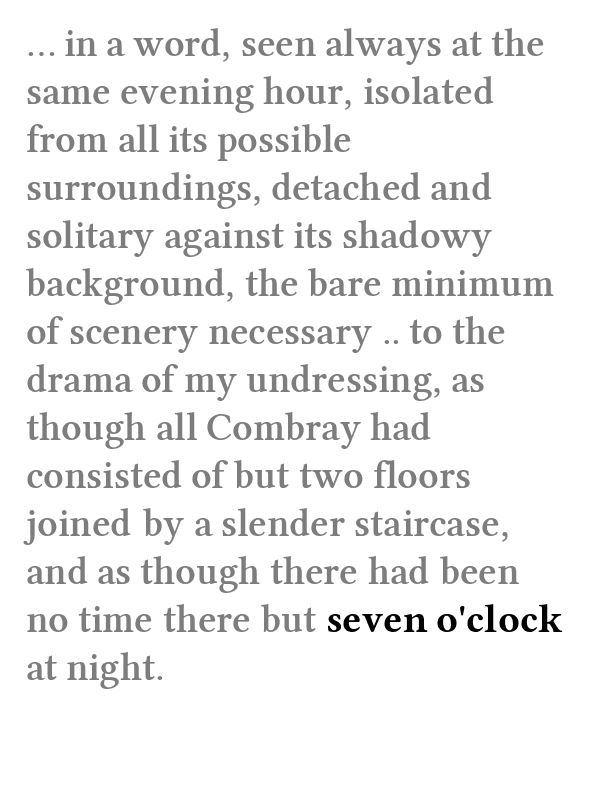 ... in a word, seen always at the
same evening hour, isolated
from all its possible
surroundings, detached and
solitary against its shadowy
background, the bare minimum
of scenery necessary .. to the
drama of my undressing, as
though all Combray had
consisted of but two floors
joined by a slender staircase,
and as though there had been
no time there but seven o'clock
at night.